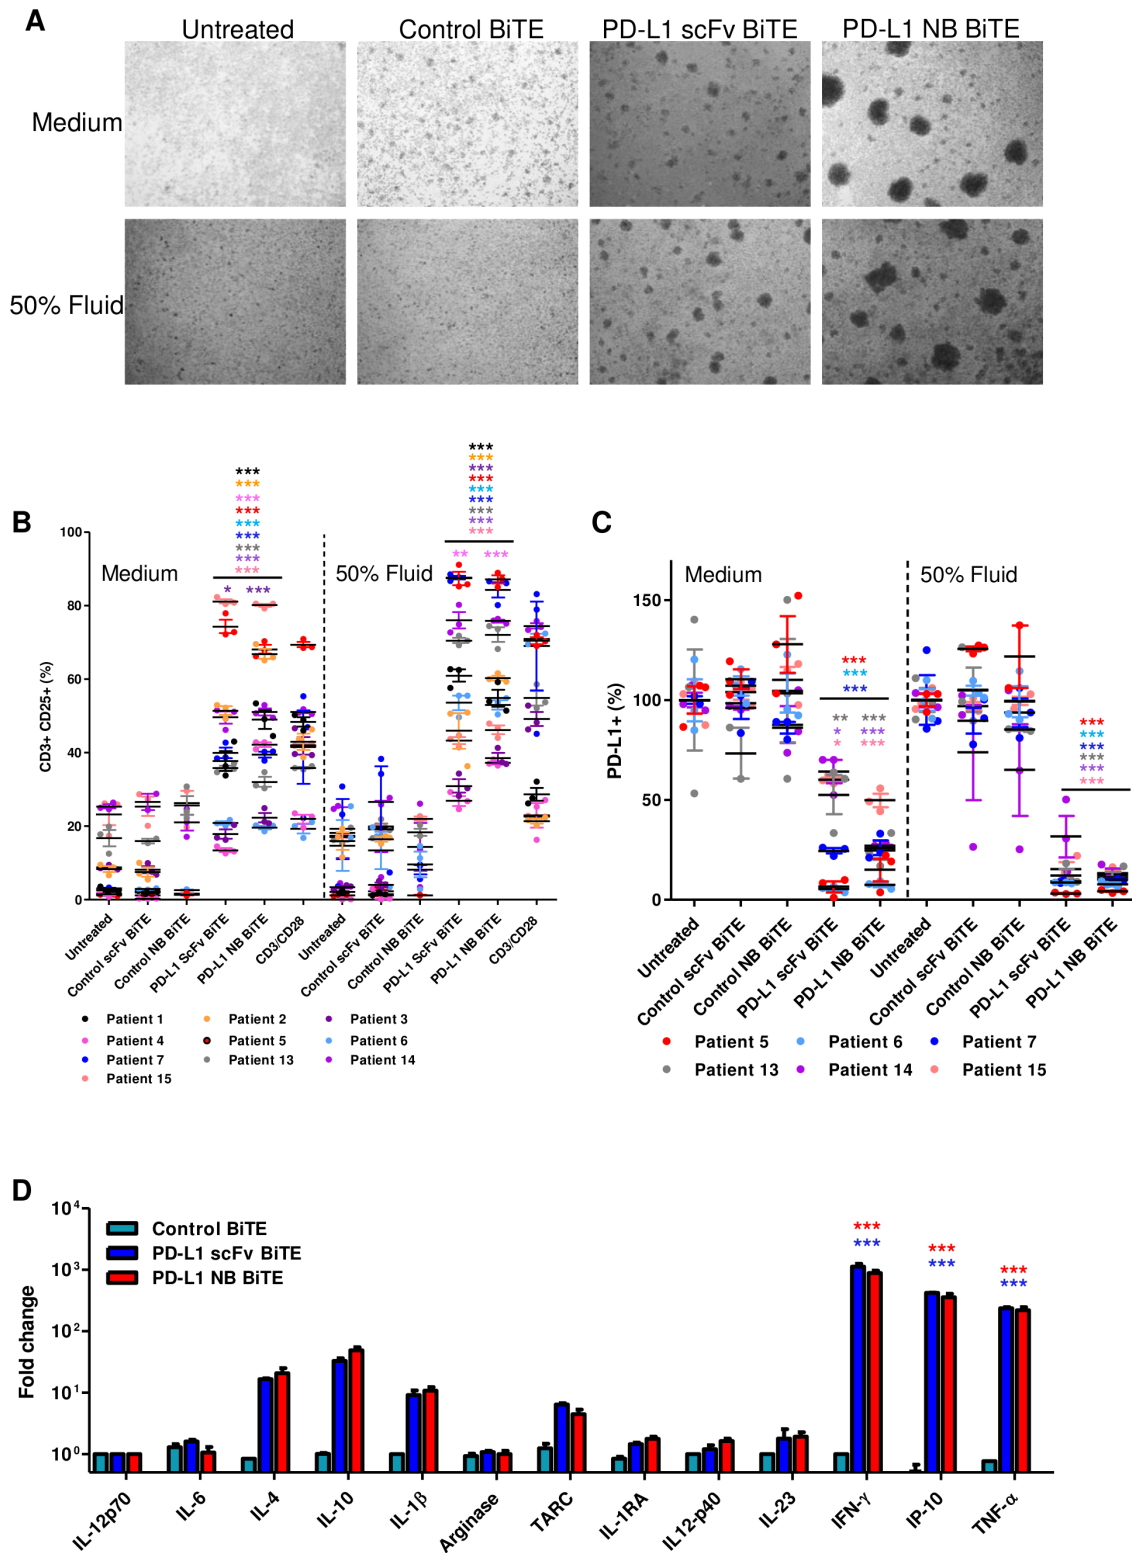 A
Untreated
Control BiTE
PD-L1 scFv BiTE
PD-L1 NB BiTE
Medium
50% Fluid
B
***
***
***
***
***
***
***
***
***
* ***
***
***
***
***
***
***
***
***
***
** ***
Medium
50% Fluid
CD3+ CD25+ (%)
100
80
60
40
20
0
Untreated
Control scFv BiTE
Control NB BiTE
PD-L1 ScFv BiTE
PD-L1 NB BiTE
CD3/CD28
Untreated
Control scFv BiTE
Control NB BiTE
PD-L1 ScFv BiTE
PD-L1 NB BiTE
CD3/CD28
Patient 1
Patient 2
Patient 3
Patient 4
Patient 5
Patient 6
Patient 7
Patient 13
Patient 14
Patient 15
C
Medium
50% Fluid
PD-L1+ (%)
150
100
50
0
***
***
***
** ***
* ***
* ***
***
***
***
***
***
***
Untreated
Control scFv BiTE
Control NB BiTE
PD-L1 scFv BiTE
PD-L1 NB BiTE
Untreated
Control scFv BiTE
Control NB BiTE
PD-L1 scFv BiTE
PD-L1 NB BiTE
Patient 5
Patient 6
Patient 7
Patient 13
Patient 14
Patient 15
D
Fold change
10⁴
10³
10²
10¹
10⁰
Control BiTE
PD-L1 scFv BiTE
PD-L1 NB BiTE
***
***
***
***
***
***
IL-12p70
IL-6
IL-4
IL-10
IL-1β
Arginase
TARC
IL-1RA
IL12-p40
IL-23
IFN-γ
IP-10
TNF-α